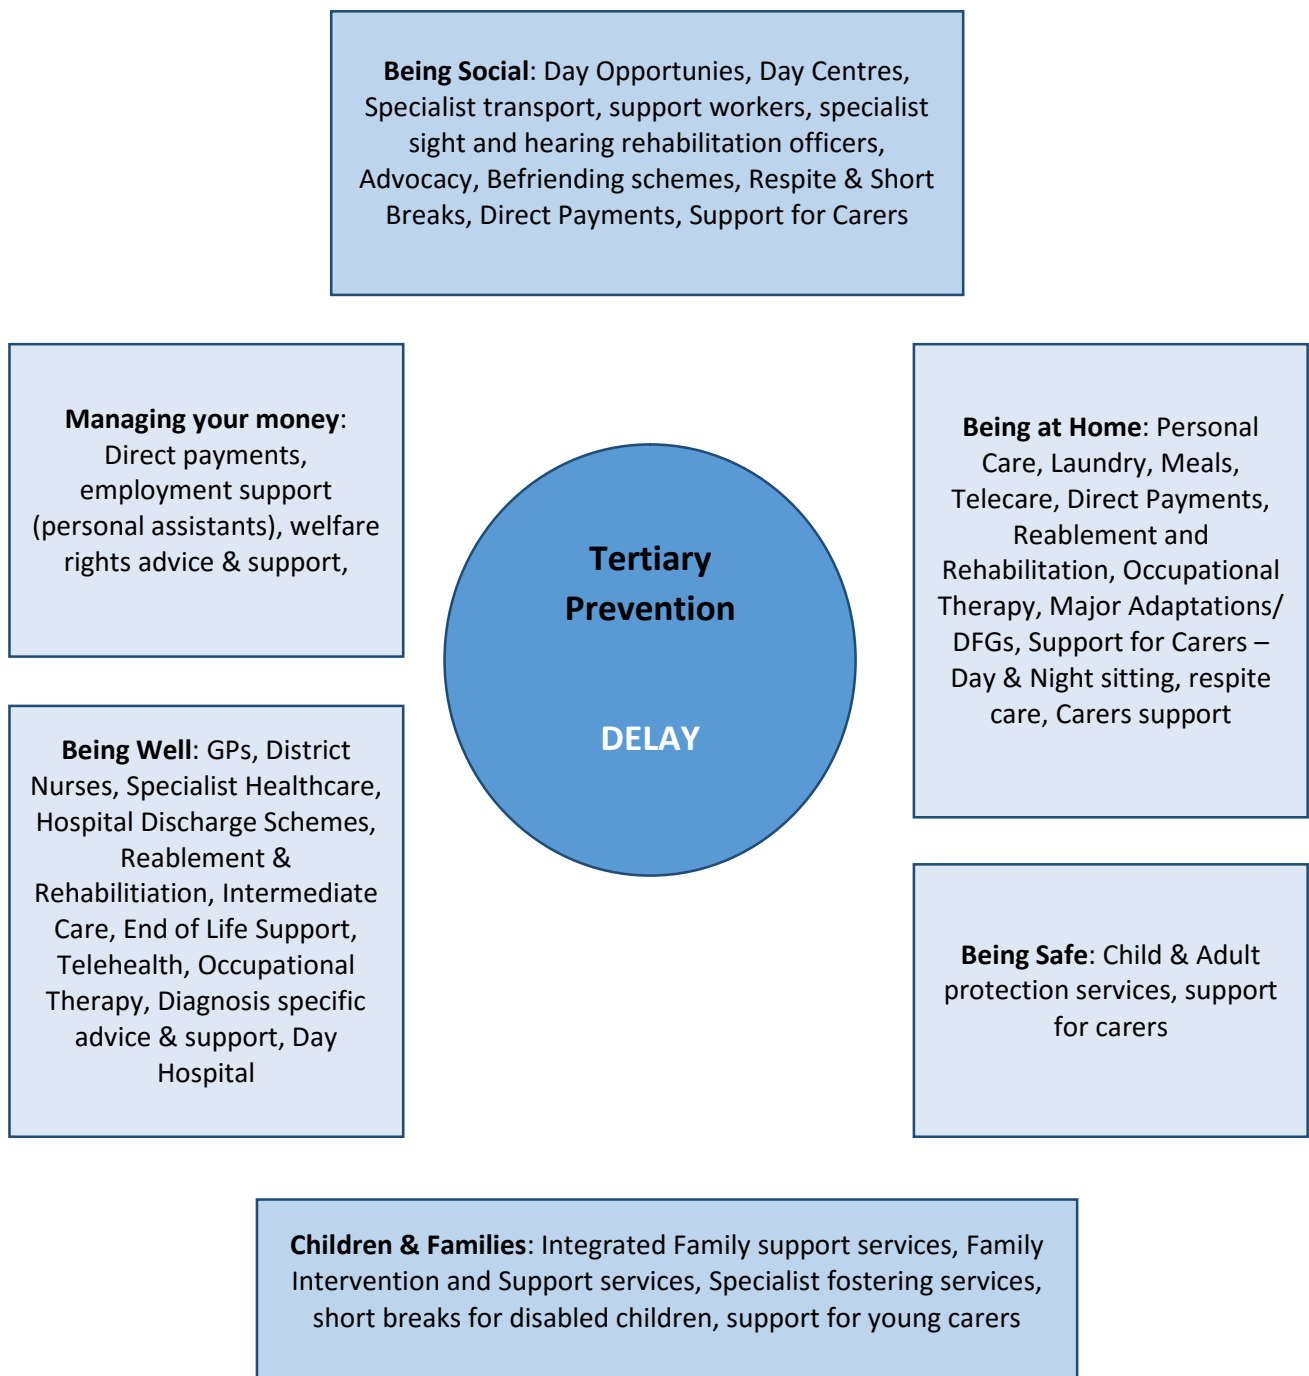 Being Social: Day Opportunies, Day Centres,
Specialist transport, support workers, specialist
sight and hearing rehabilitation officers,
Advocacy, Befriending schemes, Respite & Short
Breaks, Direct Payments, Support for Carers
Managing your money:
Direct payments,
employment support
(personal assistants), welfare
rights advice & support,
Being at Home: Personal
Care, Laundry, Meals,
Telecare, Direct Payments,
Reablement and
Rehabilitation, Occupational
Therapy, Major Adaptations/
DFGs, Support for Carers –
Day & Night sitting, respite
care, Carers support
Tertiary
Prevention
DELAY
Being Well: GPs, District
Nurses, Specialist Healthcare,
Hospital Discharge Schemes,
Reablement &
Rehabilitiation, Intermediate
Care, End of Life Support,
Telehealth, Occupational
Therapy, Diagnosis specific
advice & support, Day
Hospital
Being Safe: Child & Adult
protection services, support
for carers
Children & Families: Integrated Family support services, Family
Intervention and Support services, Specialist fostering services,
short breaks for disabled children, support for young carers